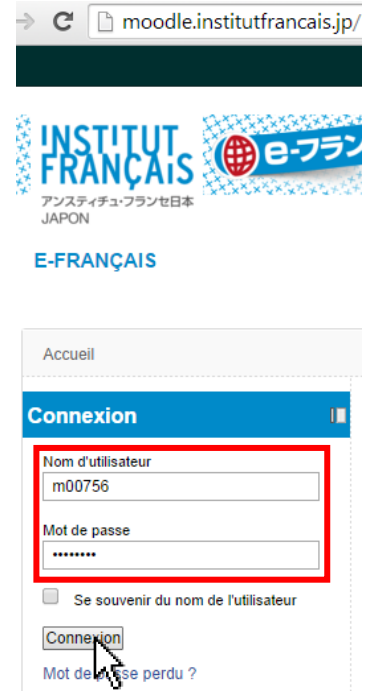 moodle.institutfrancais.jp/
INSTITUT
FRANÇAIS
アンスティチュ・フランセ日本
JAPON
e-フラン
E-FRANÇAIS
Accueil
Connexion
Nom d'utilisateur
m00756
Mot de passe
••••••••
Se souvenir du nom de l'utilisateur
Connexion
Mot de passe perdu ?